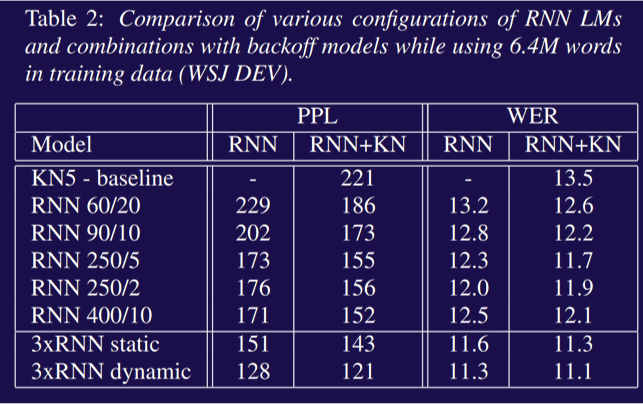 Table 2: Comparison of various configurations of RNN LMs
and combinations with backoff models while using 6.4M words
in training data (WSJ DEV).
PPL WER
Model RNN RNN+KN RNN RNN+KN
KN5 - baseline - 221 - 13.5
RNN 60/20 229 186 13.2 12.6
RNN 90/10 202 173 12.8 12.2
RNN 250/5 173 155 12.3 11.7
RNN 250/2 176 156 12.0 11.9
RNN 400/10 171 152 12.5 12.1
3xRNN static 151 143 11.6 11.3
3xRNN dynamic 128 121 11.3 11.1